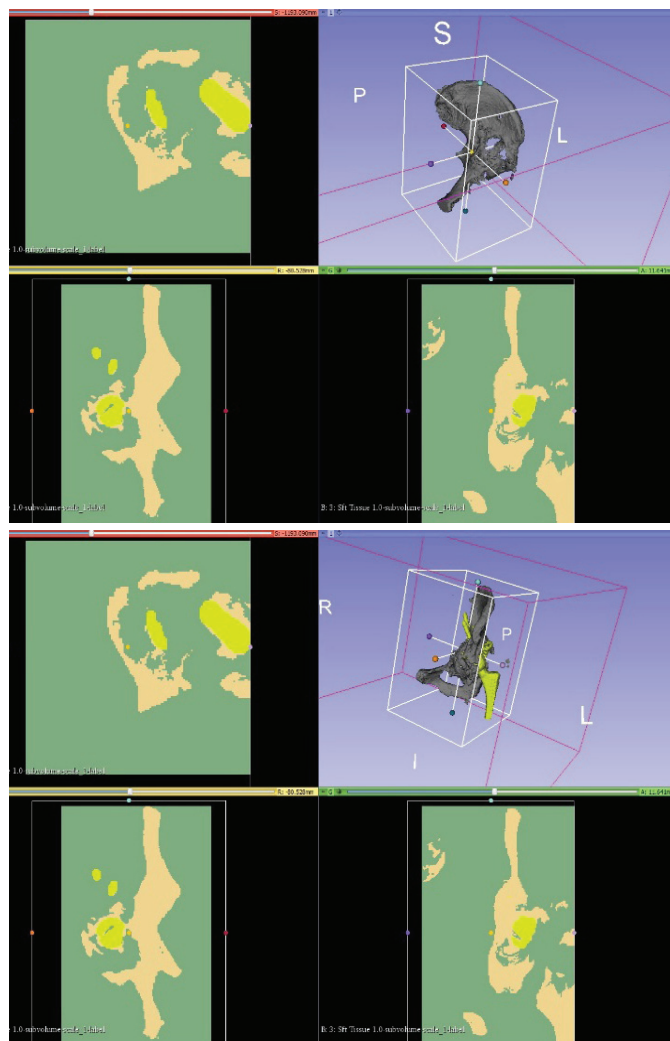 S: -1193.090mm
1
S
P
L
e 1.0-subvolume-scale_1-label
R: -60.528mm
G
A: 11.641mm
e 1.0-subvolume-scale_1-label
B: 3: Sft Tissue 1.0-subvolume-scale_1-label
S: -1193.090mm
1
R
P
L
I
e 1.0-subvolume-scale_1-label
R: -60.528mm
G
A: 11.641mm
e 1.0-subvolume-scale_1-label
B: 3: Sft Tissue 1.0-subvolume-scale_1-label